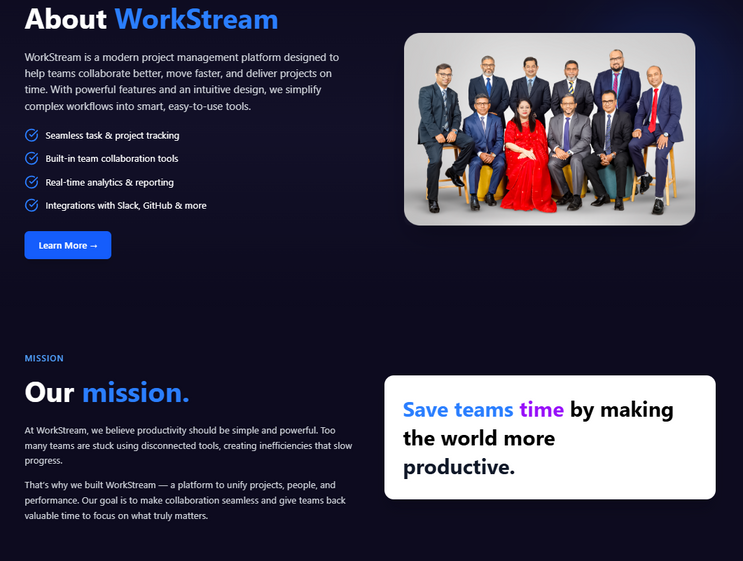 About WorkStream
WorkStream is a modern project management platform designed to
help teams collaborate better, move faster, and deliver projects on
time. With powerful features and an intuitive design, we simplify
complex workflows into smart, easy-to-use tools.
Seamless task & project tracking
Built-in team collaboration tools
Real-time analytics & reporting
Integrations with Slack, GitHub & more
Learn More →
MISSION
Our mission.
At WorkStream, we believe productivity should be simple and powerful. Too
many teams are stuck using disconnected tools, creating inefficiencies that slow
progress.
That's why we built WorkStream — a platform to unify projects, people, and
performance. Our goal is to make collaboration seamless and give teams back
valuable time to focus on what truly matters.
Save teams time by making
the world more
productive.